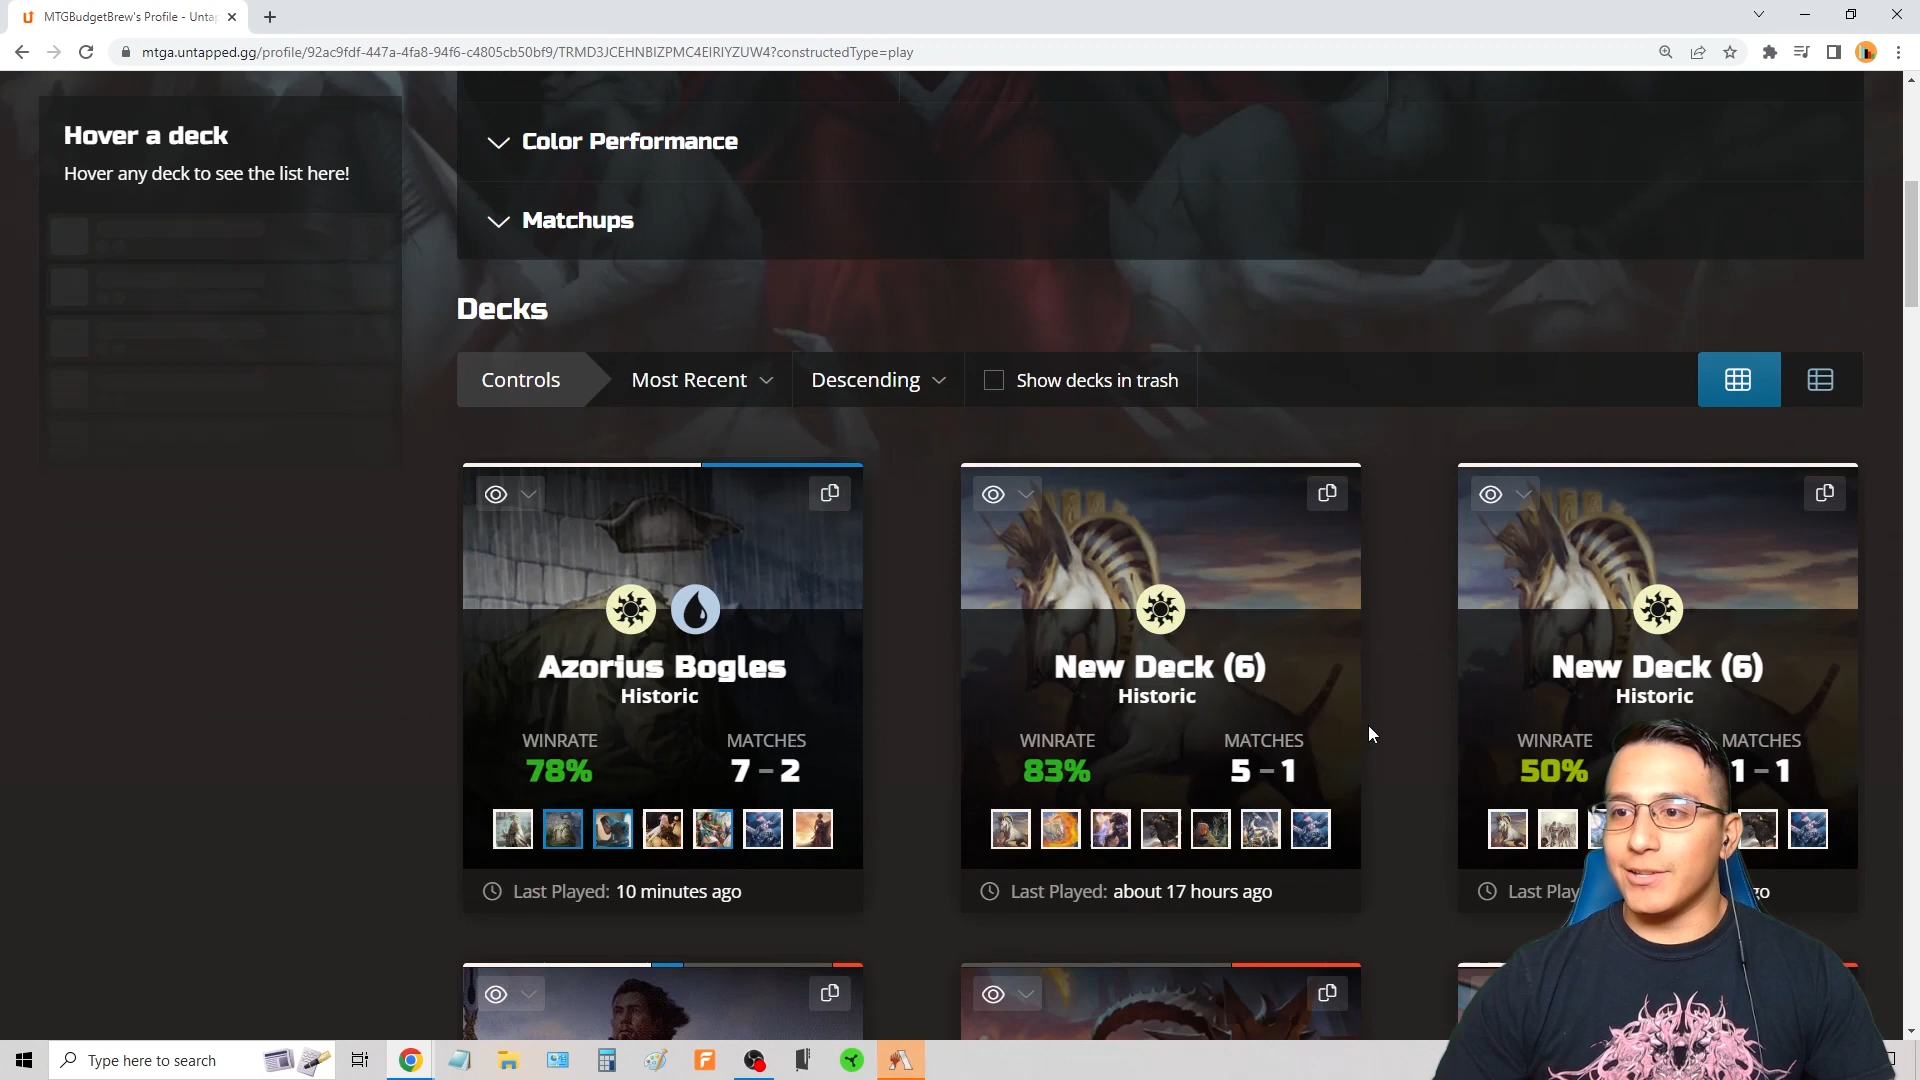 MTGBudgetBrew's Profile - Unta
mtga.untapped.gg/profile/92ac9fdf-447a-4fa8-94f6-c4805cb50bf9/TRMD3JCEHNBIZPMC4EIRIYZUW4?constructedType=play
Hover a deck
Hover any deck to see the list here!
Color Performance
Matchups
Decks
Controls Most Recent Descending Show decks in trash
Azorius Bogles
Historic
WINRATE MATCHES
78% 7 – 2
Last Played: 10 minutes ago
New Deck (6)
Historic
WINRATE MATCHES
83% 5 – 1
Last Played: about 17 hours ago
New Deck (6)
Historic
WINRATE MATCHES
50% 1 – 1
Last Play go
Type here to search